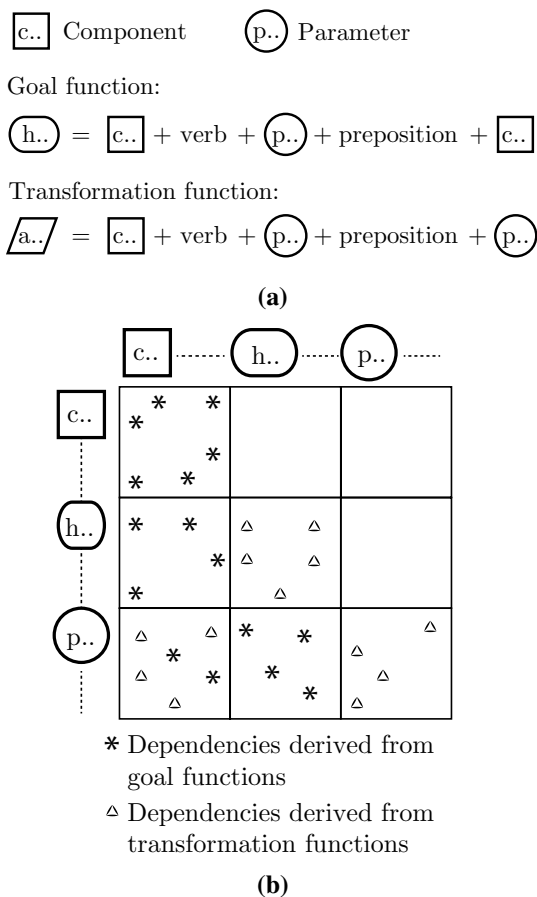 c.. Component p.. Parameter
Goal function:
h.. = c.. + verb + p.. + preposition + c..
Transformation function:
a.. = c.. + verb + p.. + preposition + p..
(a)
c.. h.. p..
c..
h..
p..
* Dependencies derived from
goal functions
△ Dependencies derived from
transformation functions
(b)